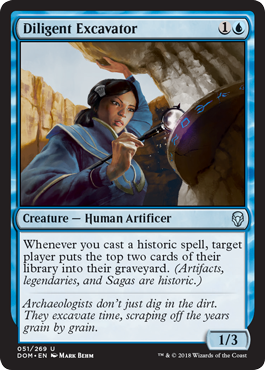 Diligent Excavator 1
Creature — Human Artificer
Whenever you cast a historic spell, target
player puts the top two cards of their
library into their graveyard. (Artifacts,
legendaries, and Sagas are historic.)
Archaeologists don't just dig in the dirt.
They excavate time, scraping off the years
grain by grain.
1/3
051/269 U
DOM • EN Mark Behm
™ & © 2018 Wizards of the Coast